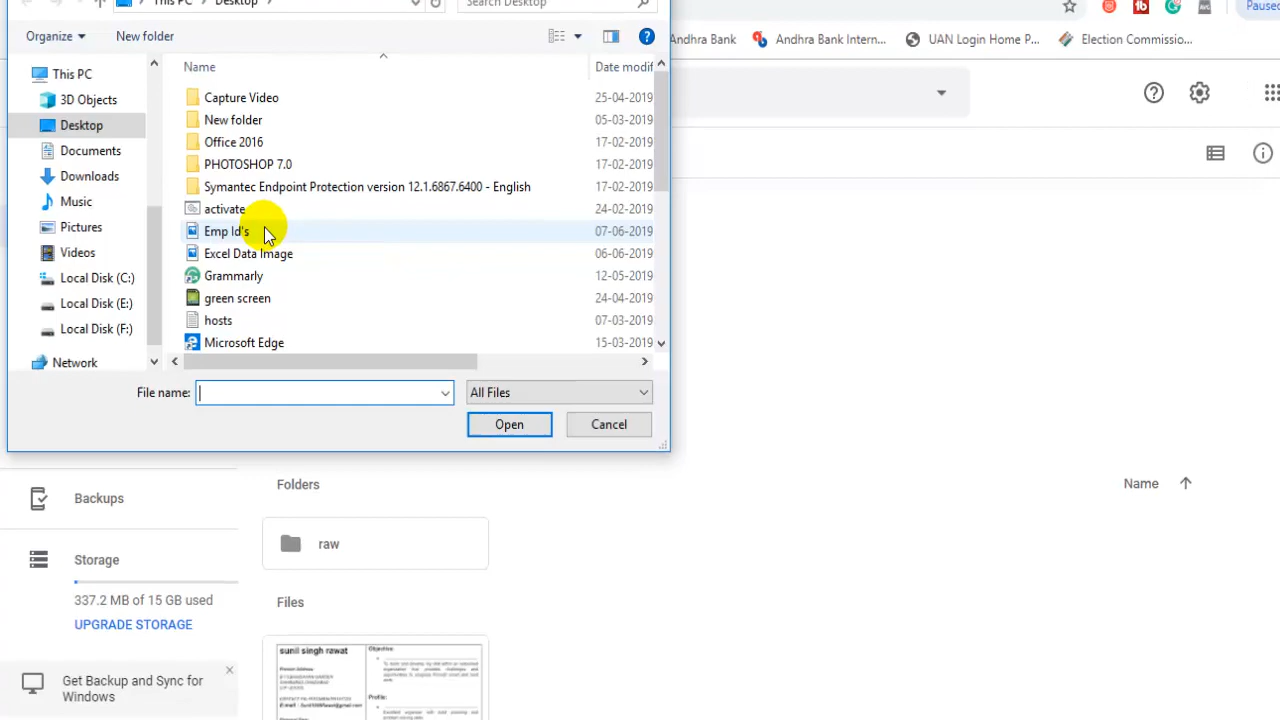 This PC > Desktop >
Search Desktop
Paused
Organize
New folder
Andhra Bank
Andhra Bank Intern...
UAN Login Home P...
Election Commissio...
Name
Date modif
This PC
3D Objects
Desktop
Documents
Downloads
Music
Pictures
Videos
Local Disk (C:)
Local Disk (E:)
Local Disk (F:)
Network
Capture Video 25-04-2019
New folder 05-03-2019
Office 2016 17-02-2019
PHOTOSHOP 7.0 17-02-2019
Symantec Endpoint Protection version 12.1.6867.6400 - English 17-02-2019
activate 24-02-2019
Emp Id's 07-06-2019
Excel Data Image 06-06-2019
Grammarly 12-05-2019
green screen 24-04-2019
hosts 07-03-2019
Microsoft Edge 15-03-2019
File name:
All Files
Open
Cancel
Backups
Storage
337.2 MB of 15 GB used
UPGRADE STORAGE
Get Backup and Sync for
Windows
Folders
Name
raw
Files
sunil singh rawat
Objective:
Profile: